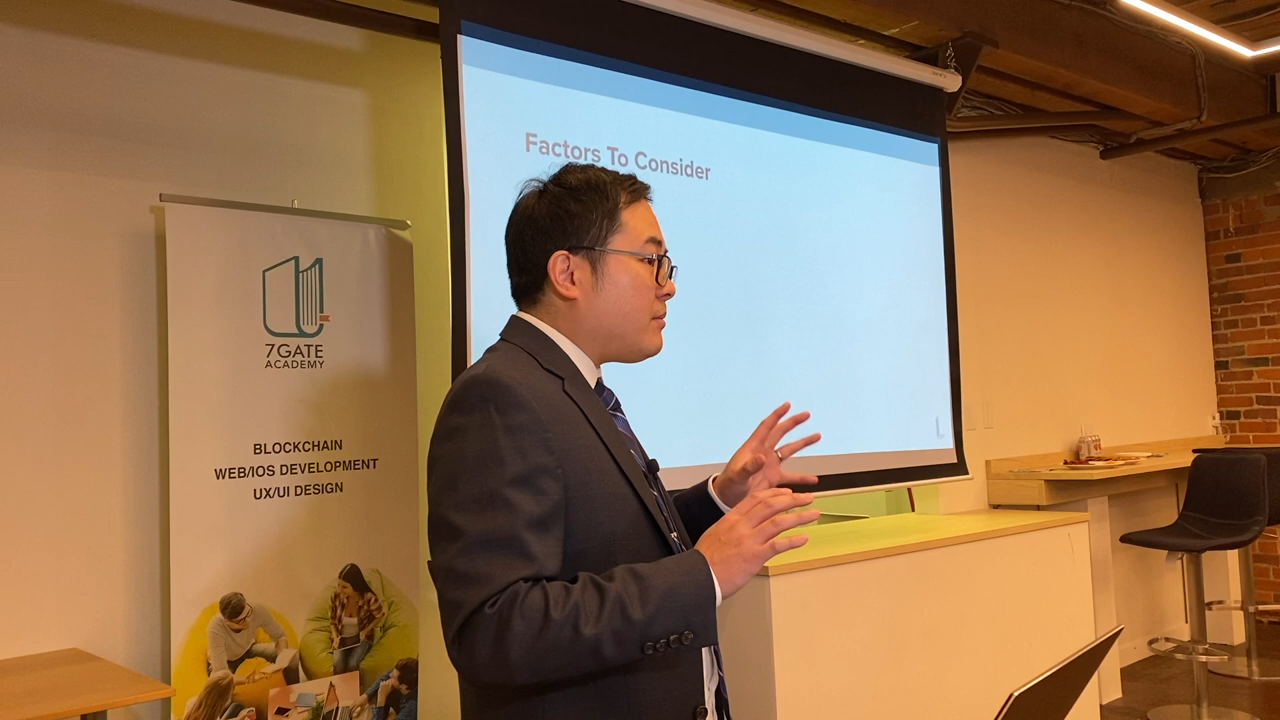 Factors To Consider
7GATE
ACADEMY
BLOCKCHAIN
WEB/IOS DEVELOPMENT
UX/UI DESIGN